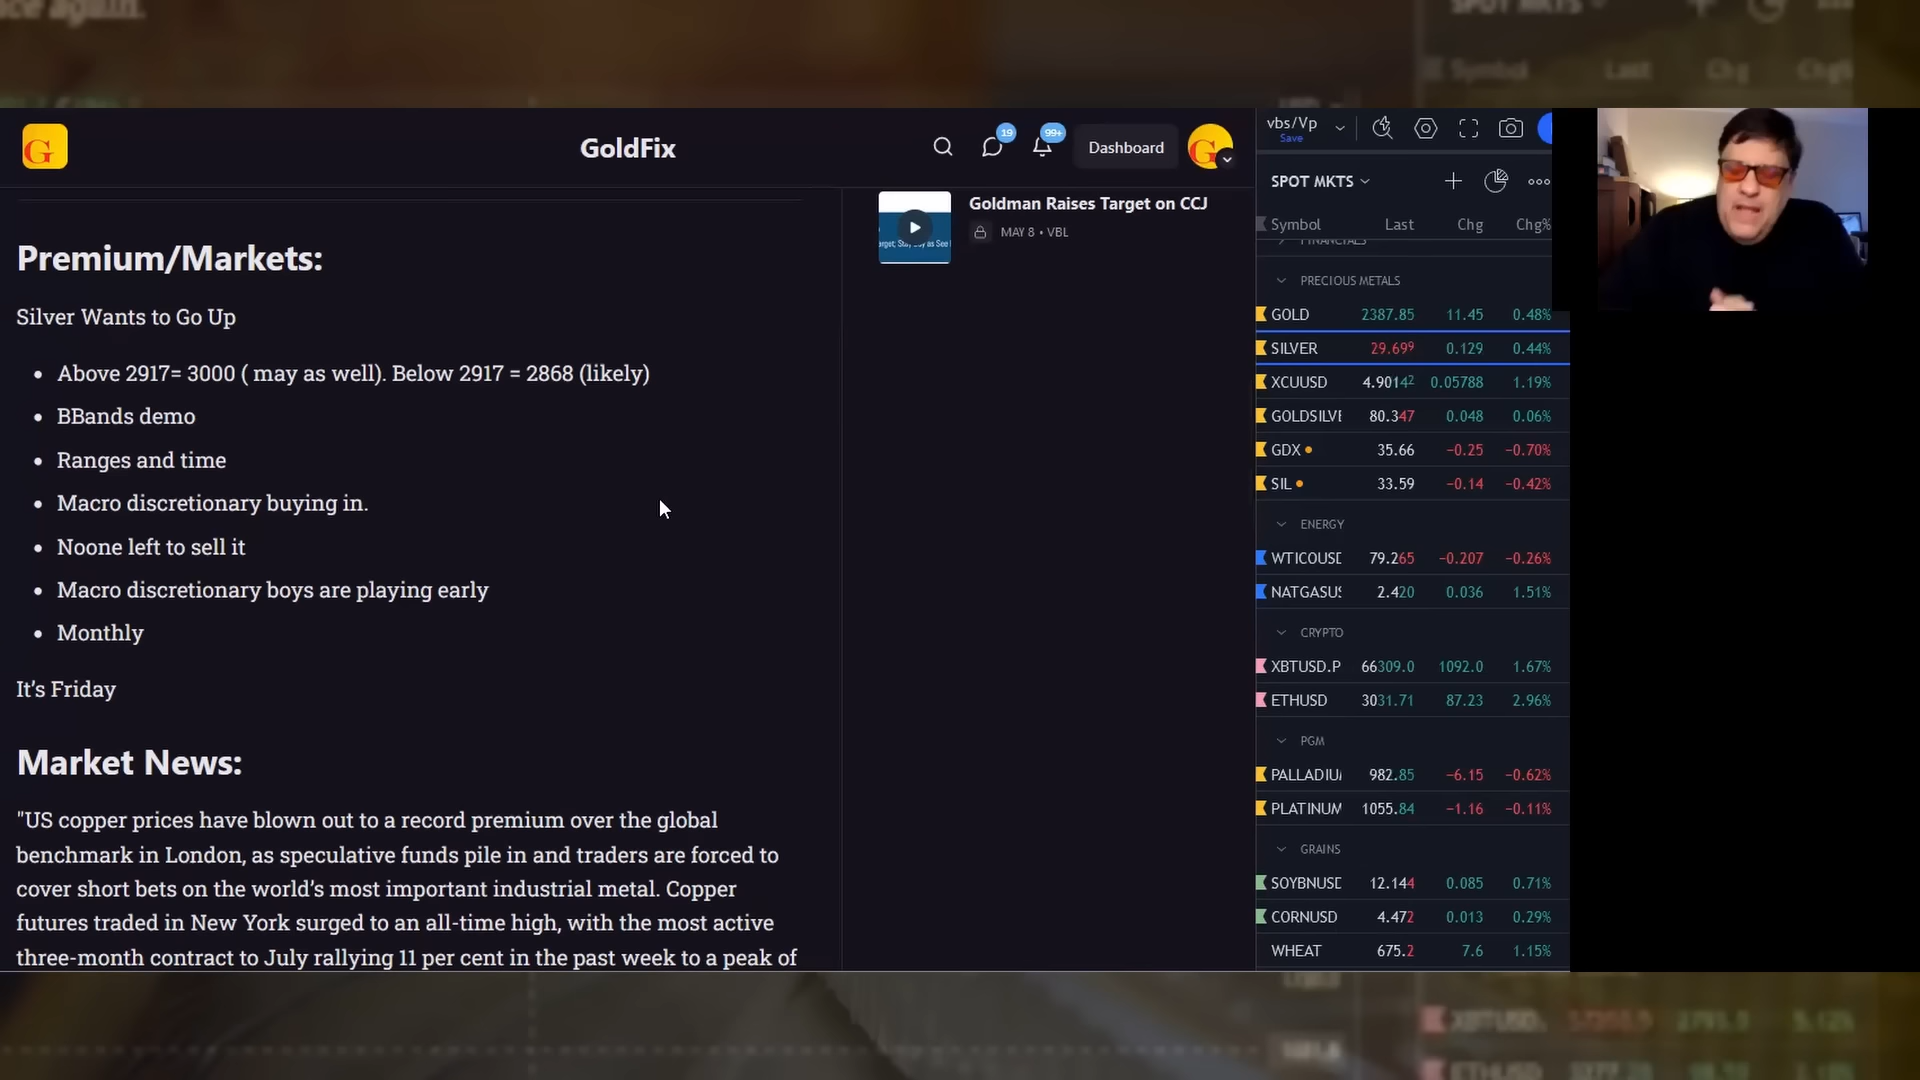 ce again.
SPOT MKTS
Symbol Last Chg Chg%
G
GoldFix
19
99+
Dashboard
G
vbs/Vp
Save
SPOT MKTS
Symbol Last Chg Chg%
FINANCIALS
Goldman Raises Target on CCJ
MAY 8 • VBL
Premium/Markets:
Silver Wants to Go Up
• Above 2917= 3000 ( may as well). Below 2917 = 2868 (likely)
• BBands demo
• Ranges and time
• Macro discretionary buying in.
• Noone left to sell it
• Macro discretionary boys are playing early
• Monthly
It’s Friday
Market News:
"US copper prices have blown out to a record premium over the global
benchmark in London, as speculative funds pile in and traders are forced to
cover short bets on the world’s most important industrial metal. Copper
futures traded in New York surged to an all-time high, with the most active
three-month contract to July rallying 11 per cent in the past week to a peak of
PRECIOUS METALS
GOLD 2387.85 11.45 0.48%
SILVER 29.699 0.129 0.44%
XCUUSD 4.90142 0.05788 1.19%
GOLDSILVE 80.347 0.048 0.06%
GDX 35.66 −0.25 −0.70%
SIL 33.59 −0.14 −0.42%
ENERGY
WTICOUSD 79.265 −0.207 −0.26%
NATGASUS 2.420 0.036 1.51%
CRYPTO
XBTUSD.P 66309.0 1092.0 1.67%
ETHUSD 3031.71 87.23 2.96%
PGM
PALLADIU 982.85 −6.15 −0.62%
PLATINUM 1055.84 −1.16 −0.11%
GRAINS
SOYBNUSD 12.144 0.085 0.71%
CORNUSD 4.472 0.013 0.29%
WHEAT 675.2 7.6 1.15%